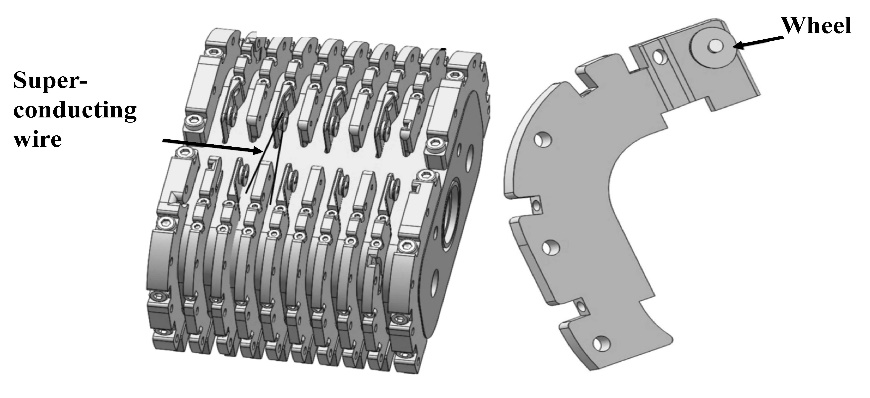 Super-
conducting
wire
Wheel